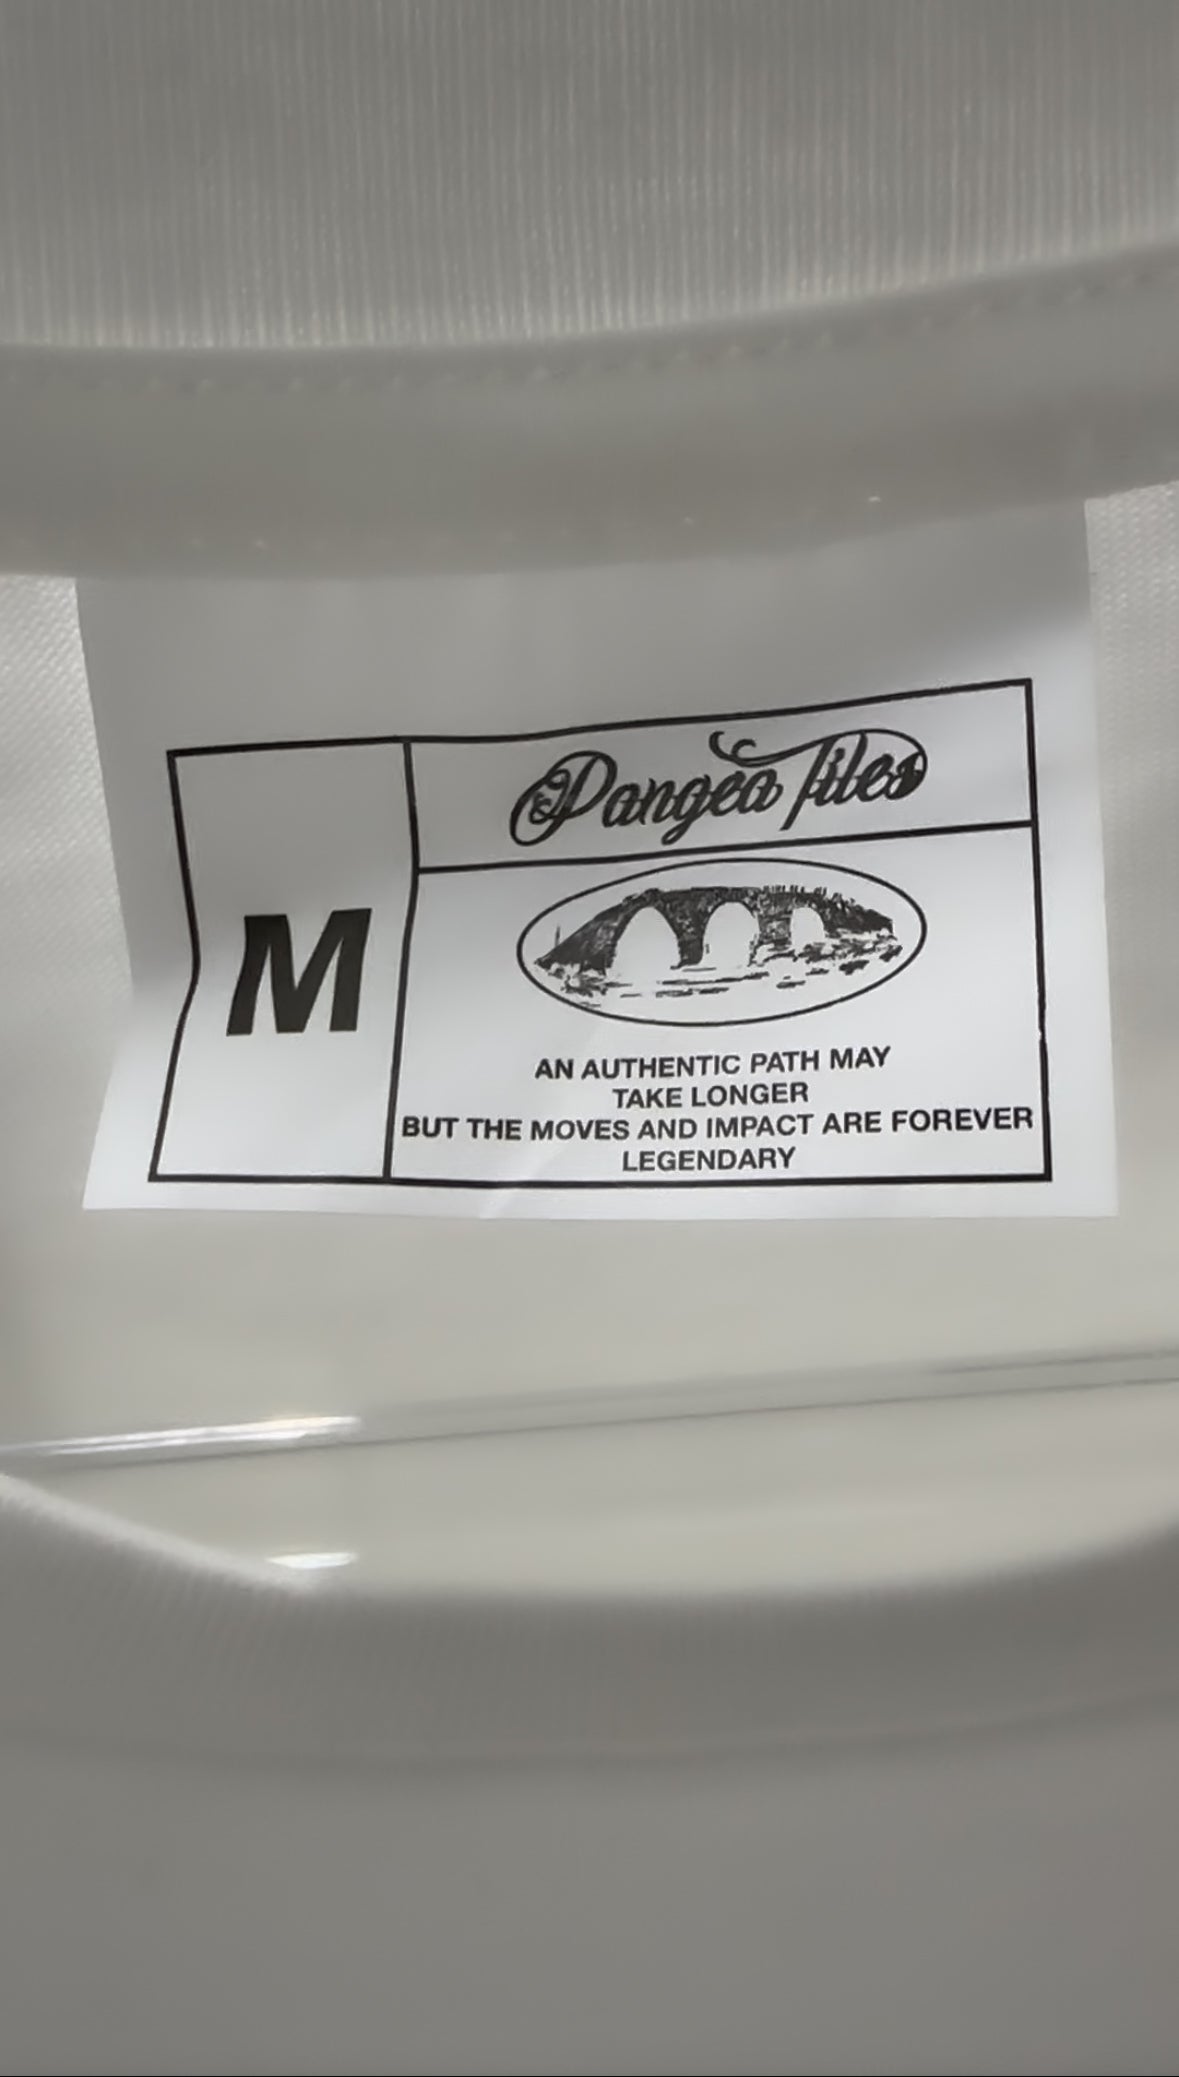 M
Pangea Tiles
AN AUTHENTIC PATH MAY
TAKE LONGER
BUT THE MOVES AND IMPACT ARE FOREVER
LEGENDARY